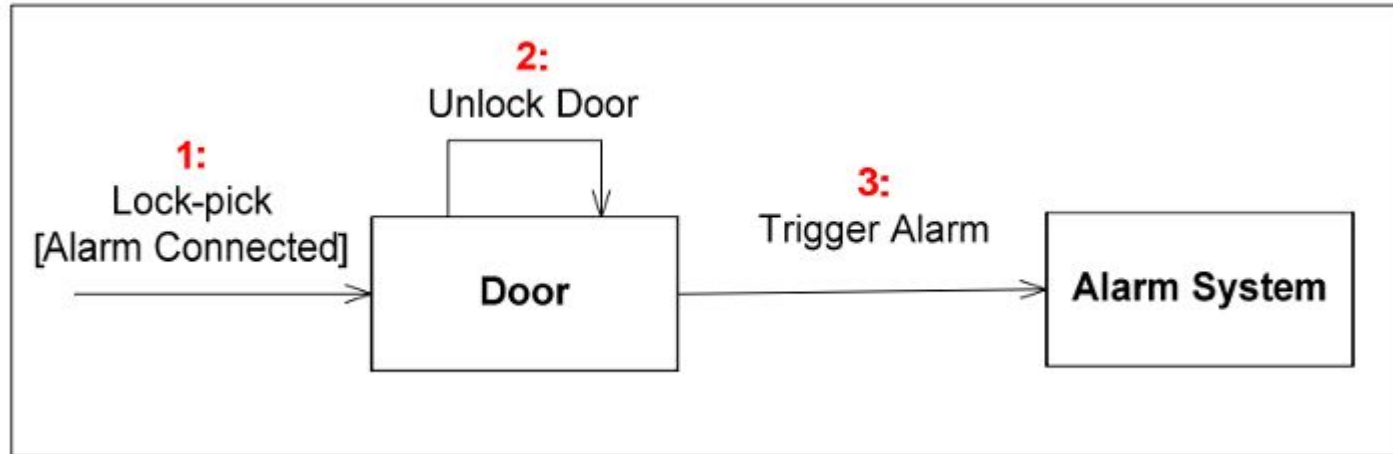 1:
Lock-pick
[Alarm Connected]
2:
Unlock Door
Door
3:
Trigger Alarm
Alarm System